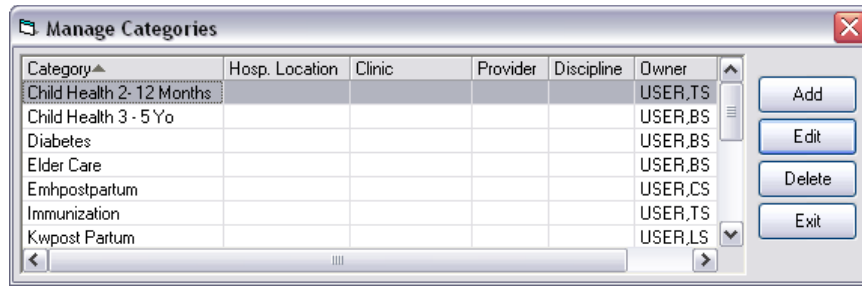 Manage Categories
Category Hosp. Location Clinic Provider Discipline Owner
Child Health 2- 12 Months USER,TS
Child Health 3 - 5 Yo USER,BS
Diabetes USER,BS
Elder Care USER,BS
Emhpostpartum USER,CS
Immunization USER,TS
Kwpost Partum USER,LS
Add
Edit
Delete
Exit